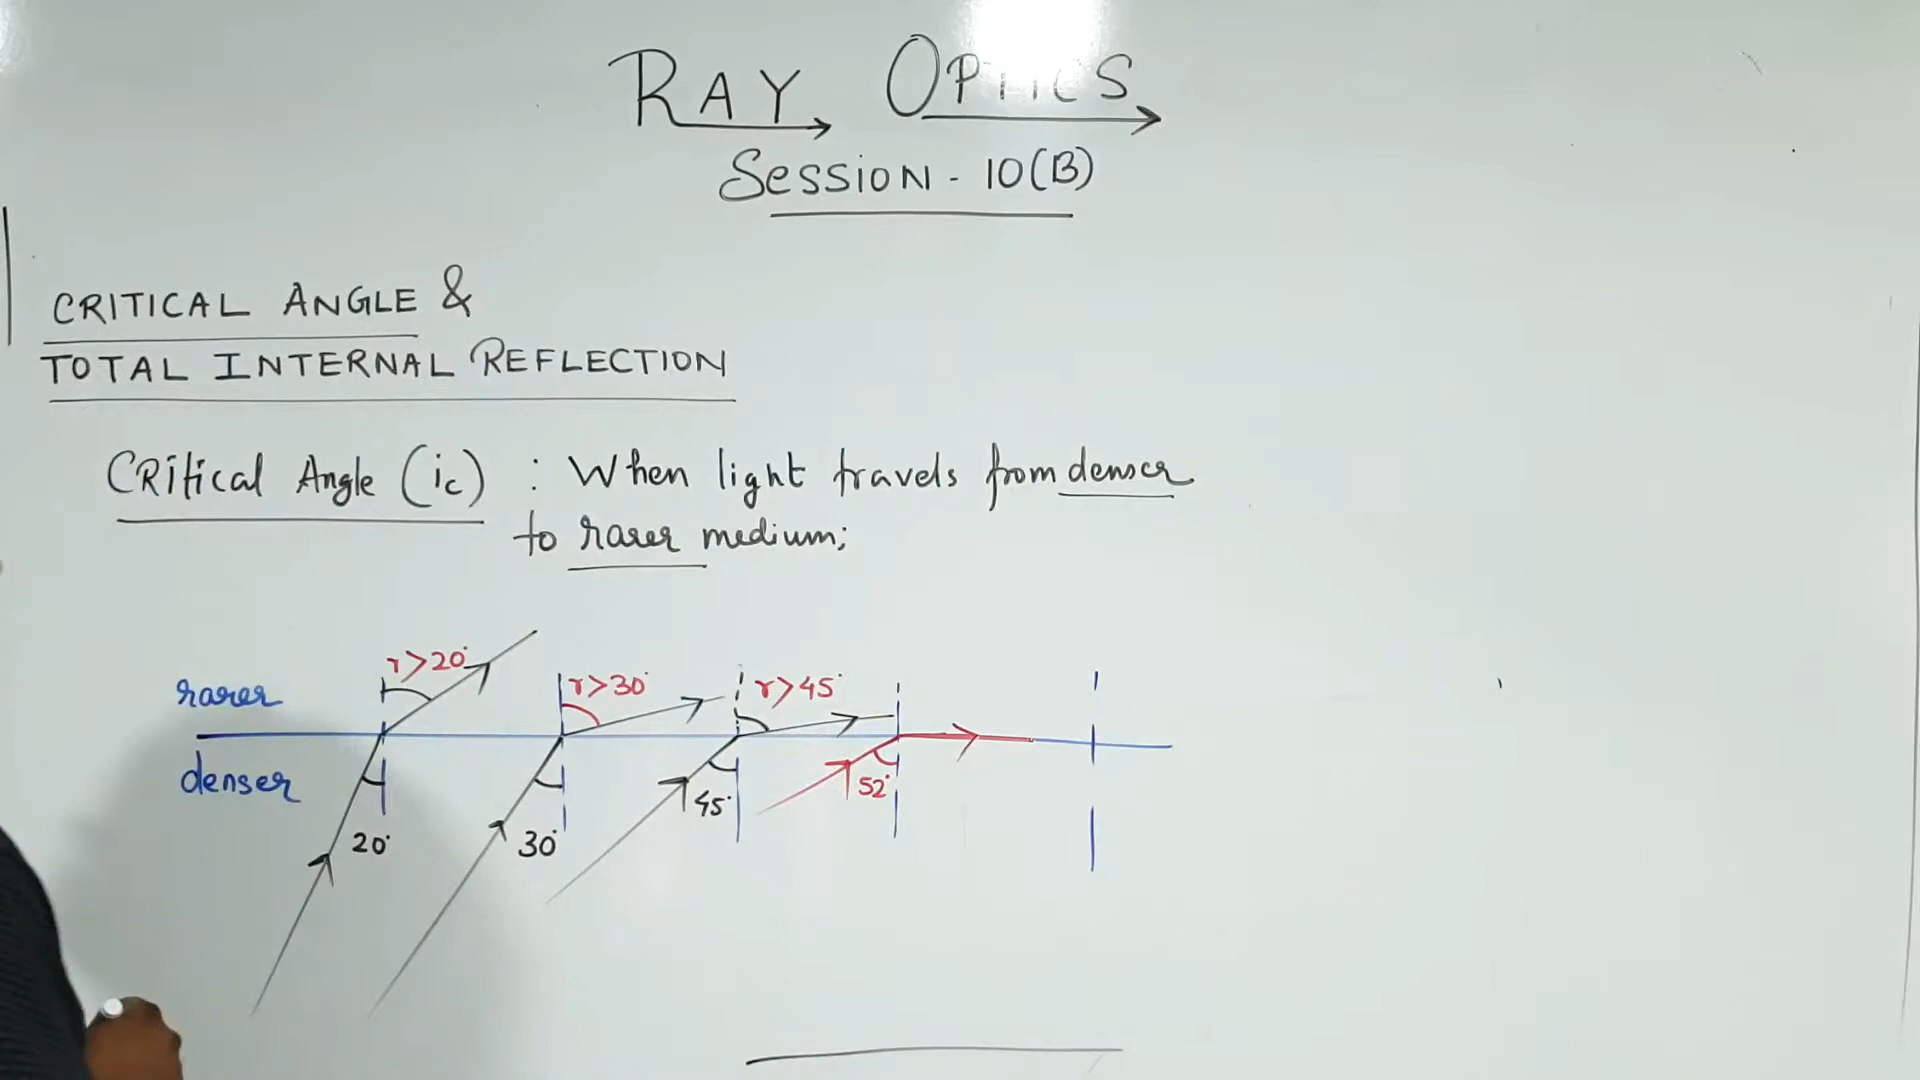 RAY OPTICS
SESSION - 10(B)
CRITICAL ANGLE &
TOTAL INTERNAL REFLECTION
CRitical Angle (ic) : When light travels from denser
to rarer medium;
r>20°
r>30°
r>45°
rarer
denser
20°
30°
45°
52°